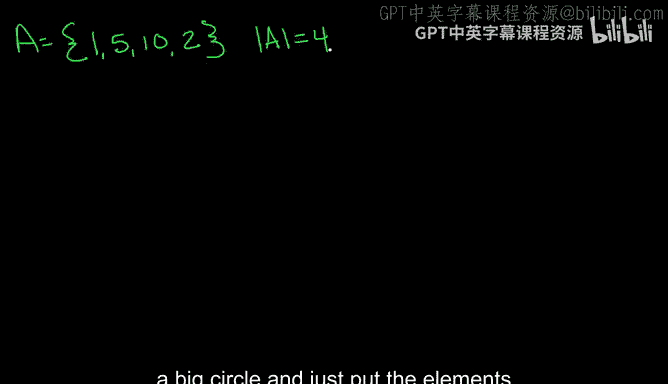 GPT中英字幕课程资源@bilibili.com
GPT中英字幕课程资源 bilibili
A={1,5,10,2} |A|=4
a big circle and just put the elements